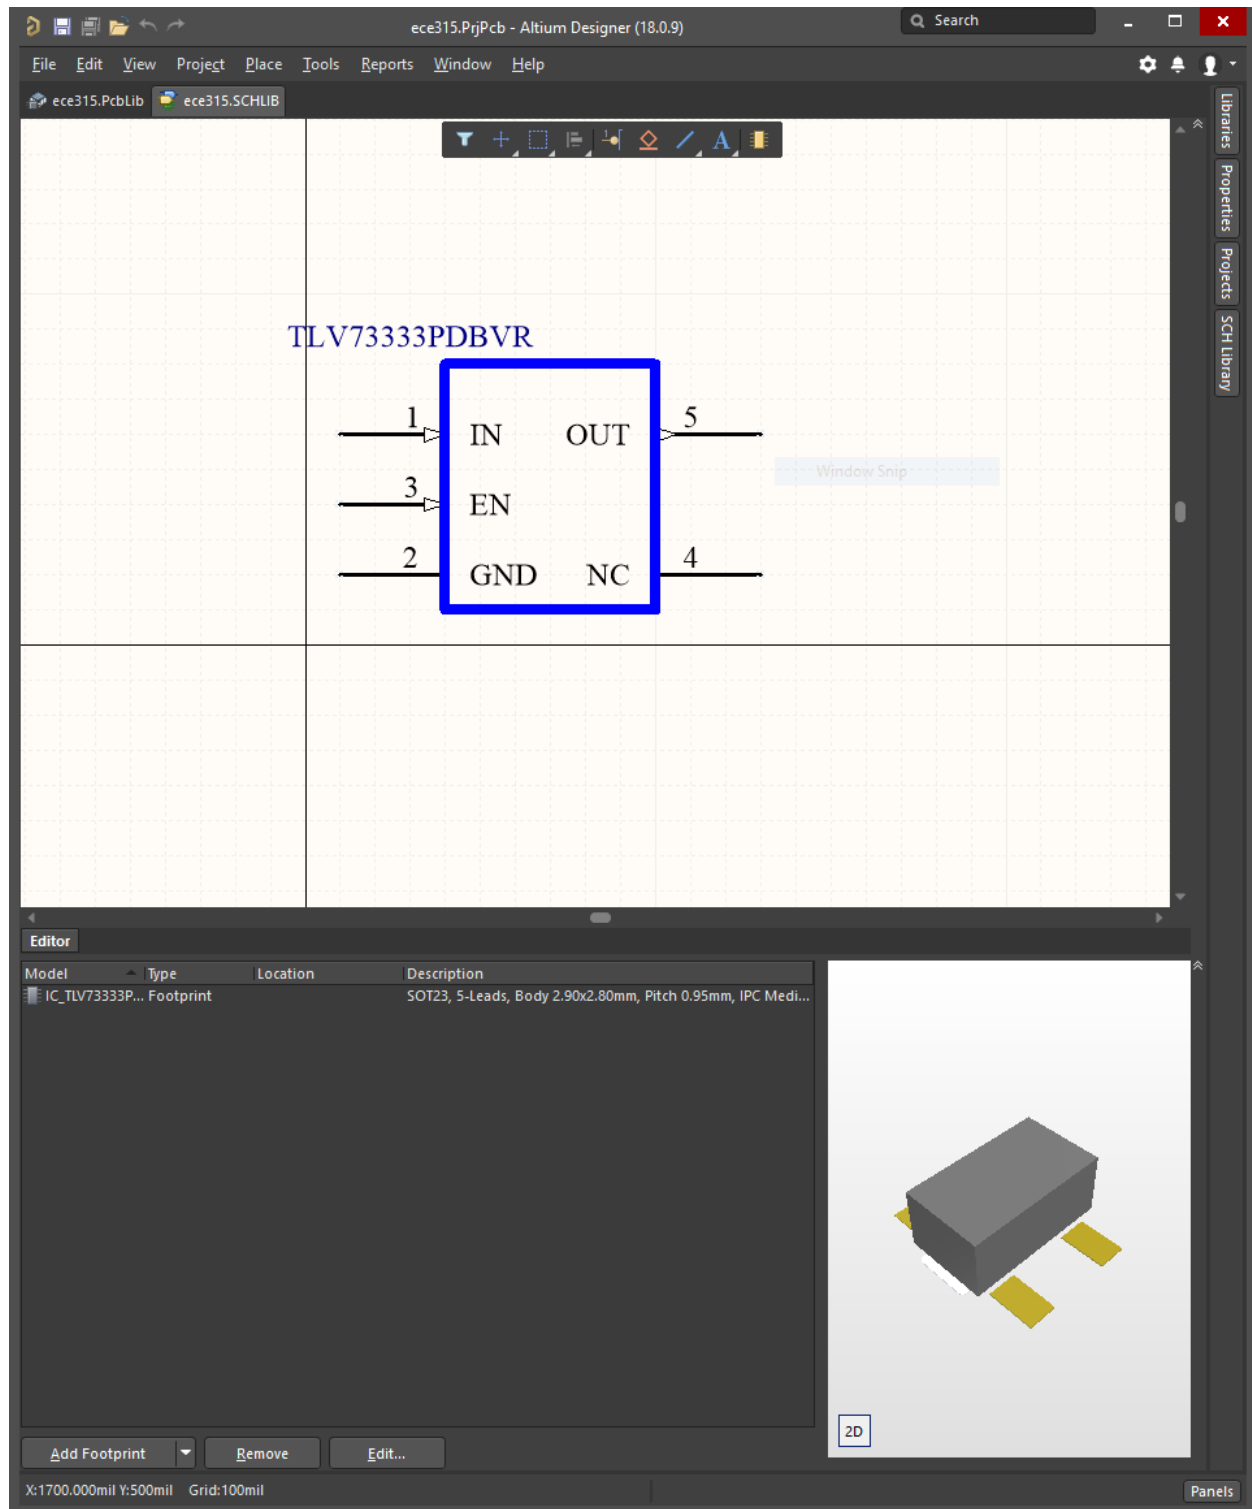 ece315.PrjPcb - Altium Designer (18.0.9)
Search
File Edit View Project Place Tools Reports Window Help
ece315.PcbLib ece315.SCHLIB
Libraries
Properties
Projects
SCH Library
A
TLV73333PDBVR
1 IN OUT 5
Window Snip
3 EN
2 GND NC 4
Editor
Model Type Location Description
IC_TLV73333P... Footprint SOT23, 5-Leads, Body 2.90x2.80mm, Pitch 0.95mm, IPC Medi...
2D
Add Footprint Remove Edit...
X:1700.000mil Y:500mil Grid:100mil
Panels